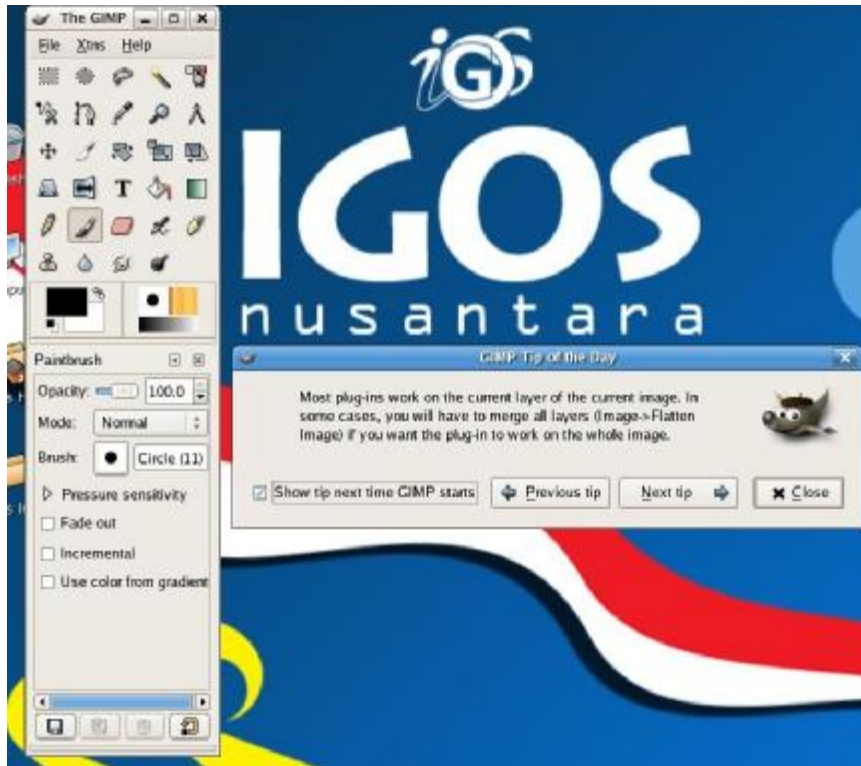 The GIMP
File Xtns Help
iGOS
IGOS
nusantara
Paintbrush
Opacity: 100.0
Mode: Normal
Brush: Circle (11)
Pressure sensitivity
Fade out
Incremental
Use color from gradient
GIMP Tip of the Day
Most plug-ins work on the current layer of the current image. In
some cases, you will have to merge all layers (Image->Flatten
Image) if you want the plug-in to work on the whole image.
Show tip next time GIMP starts
Previous tip
Next tip
Close